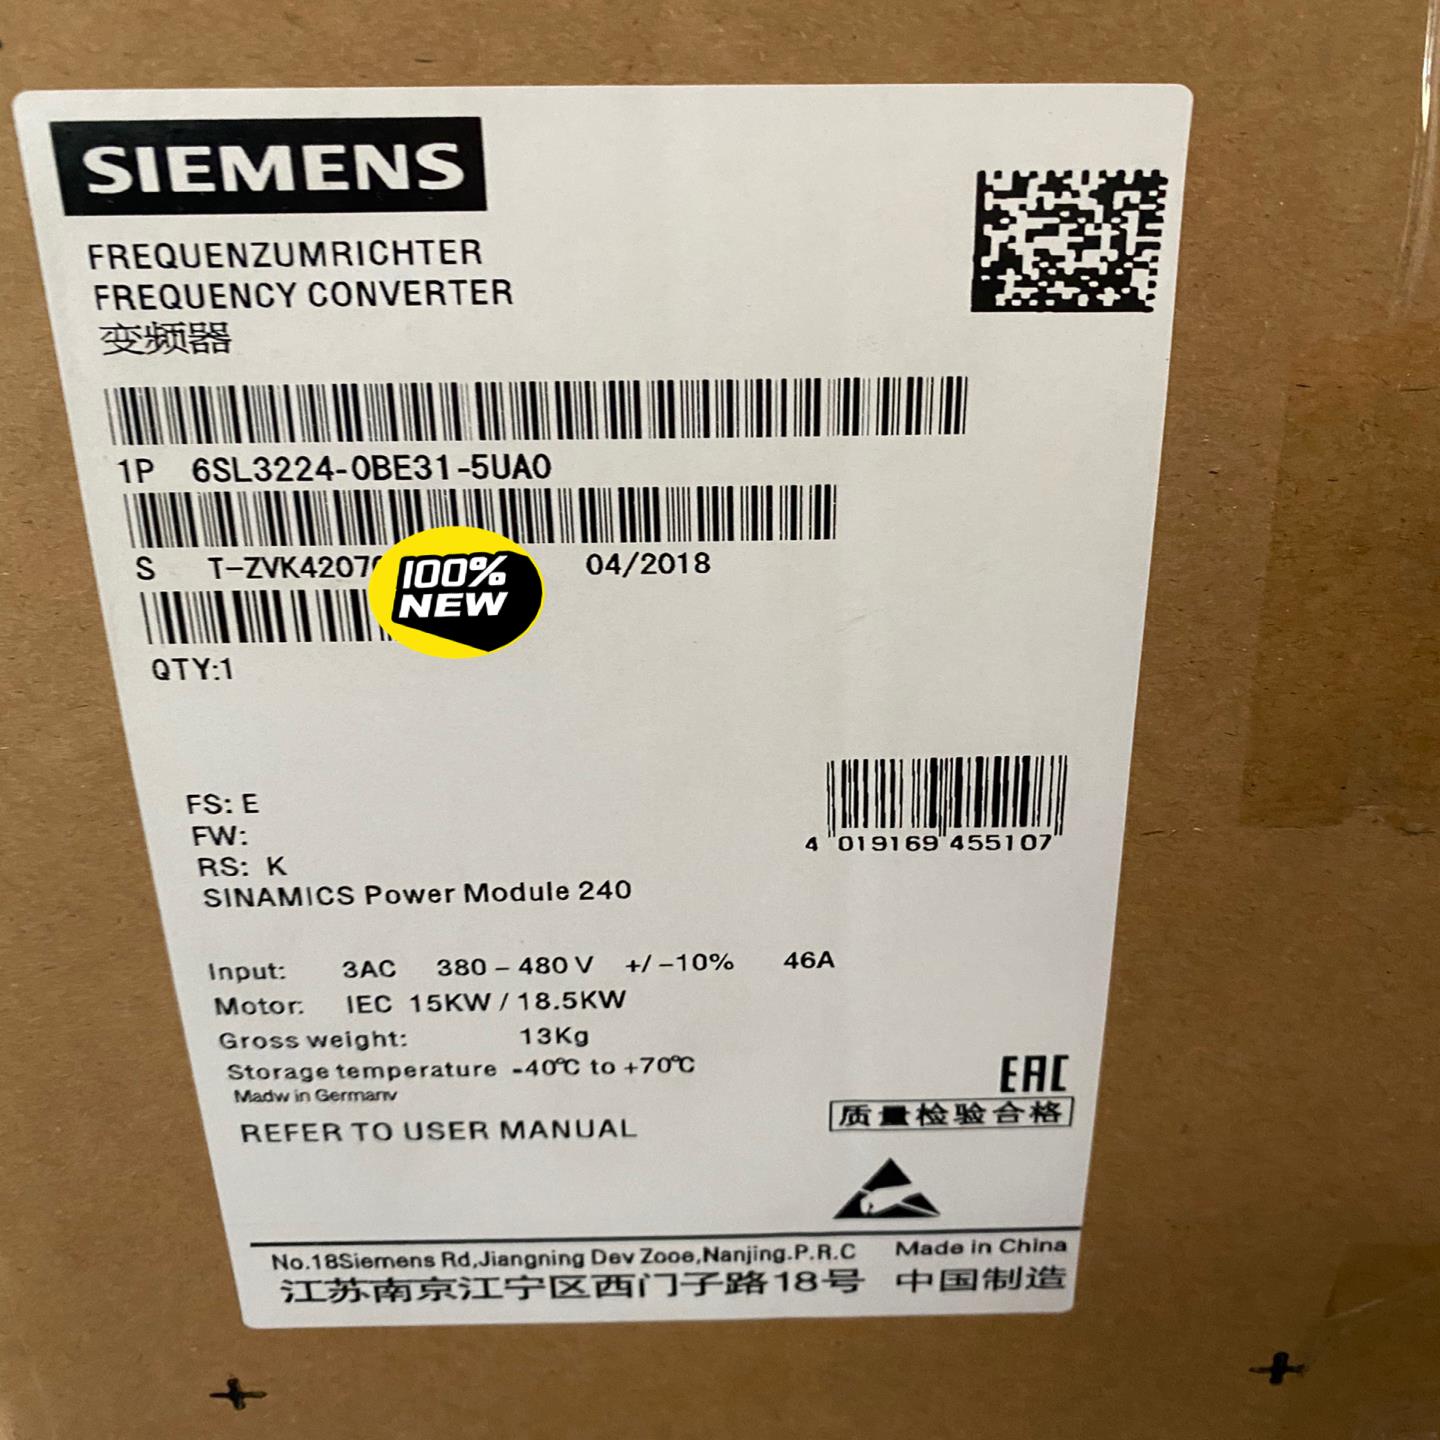 SIEMENS
FREQUENZUMRICHTER
FREQUENCY CONVERTER
变频器
1P 6SL3224-0BE31-5UA0
S T-ZVK4207 04/2018
100%
NEW
QTY:1
FS: E
FW:
RS: K
4 019169 455107
SINAMICS Power Module 240
Input: 3AC 380 - 480 V +/-10% 46A
Motor: IEC 15KW / 18.5KW
Gross weight: 13Kg
Storage temperature -40℃ to +70℃
Madw in Germanv
REFER TO USER MANUAL
EAC
质量检验合格
No.18Siemens Rd,Jiangning Dev Zooe,Nanjing.P.R.C Made in China
江苏南京江宁区西门子路18号 中国制造